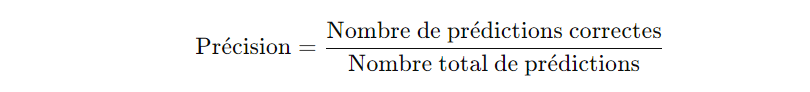 Précision = Nombre de prédictions correctes
Nombre total de prédictions